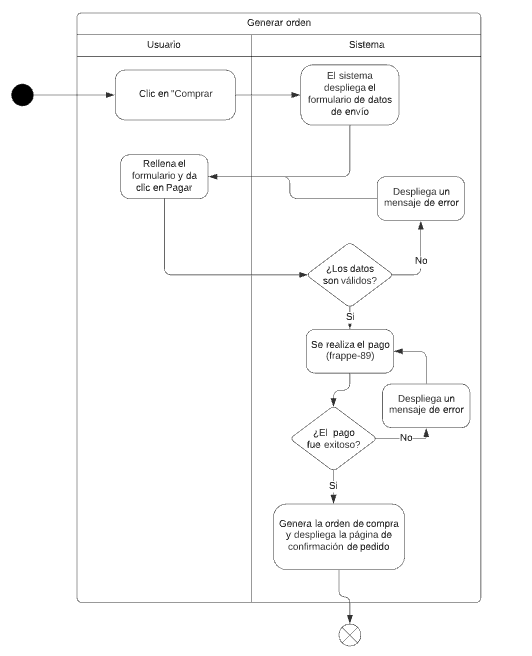 Generar orden
Usuario
Sistema
Clic en "Comprar
El sistema
despliega el
formulario de datos
de envío
Rellena el
formulario y da
clic en Pagar
Despliega un
mensaje de error
¿Los datos
son válidos?
No
Si
Se realiza el pago
(frappe-89)
Despliega un
mensaje de error
¿El pago
fue exitoso?
No
Si
Genera la orden de compra
y despliega la página de
confirmación de pedido